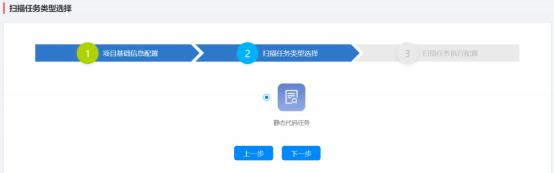 扫描任务类型选择
1 项目基础信息配置
2 扫描任务类型选择
3 扫描任务执行配置
静态代码任务
上一步 下一步